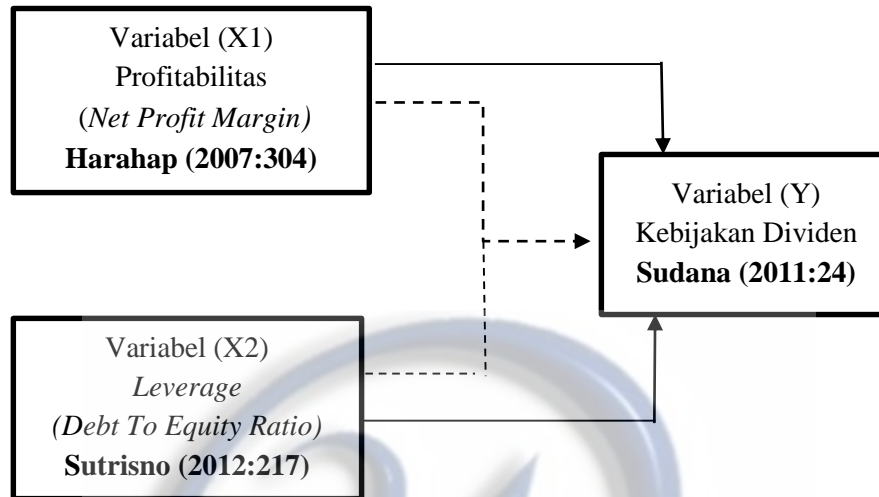 Variabel (X1)
Profitabilitas
(Net Profit Margin)
Harahap (2007:304)
Variabel (Y)
Kebijakan Dividen
Sudana (2011:24)
Variabel (X2)
Leverage
(Debt To Equity Ratio)
Sutrisno (2012:217)